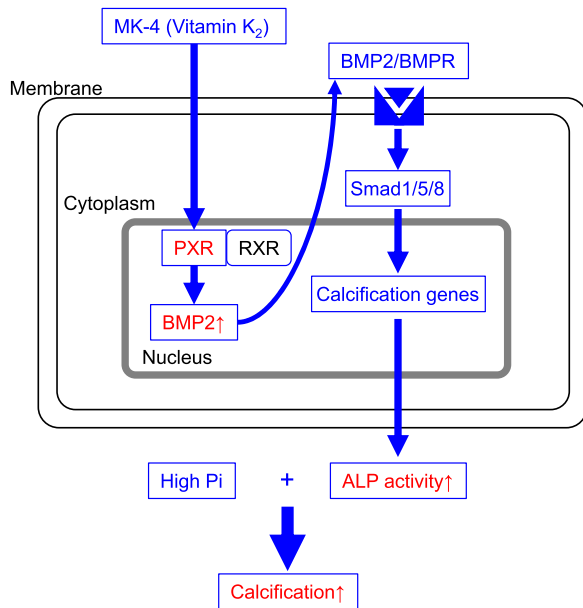 MK-4 (Vitamin K₂)
BMP2/BMPR
Membrane
Smad1/5/8
Cytoplasm
PXR
RXR
Calcification genes
BMP2↑
Nucleus
High Pi
+
ALP activity↑
Calcification↑